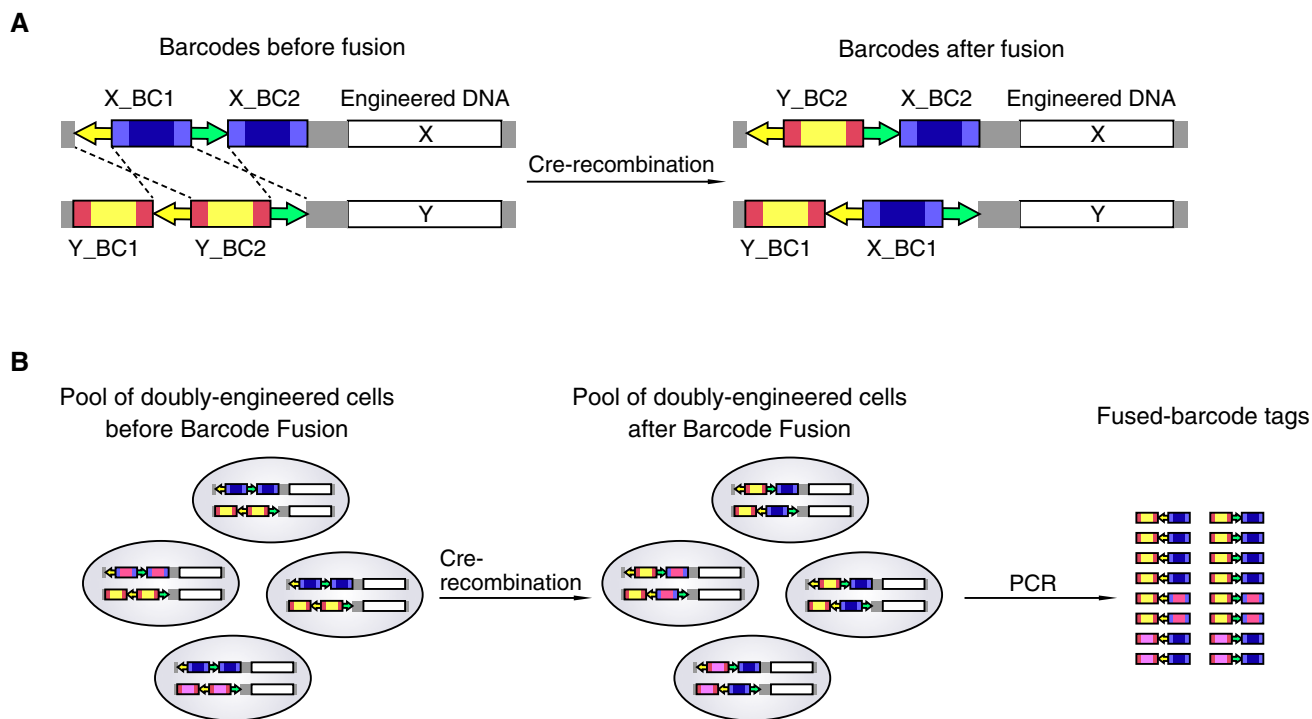 A
Barcodes before fusion
Barcodes after fusion
X_BC1
X_BC2
Engineered DNA
Y_BC2
X_BC2
Engineered DNA
X
X
Cre-recombination
Y
Y
Y_BC1
Y_BC2
Y_BC1
X_BC1
B
Pool of doubly-engineered cells
before Barcode Fusion
Pool of doubly-engineered cells
after Barcode Fusion
Fused-barcode tags
Cre-
recombination
PCR